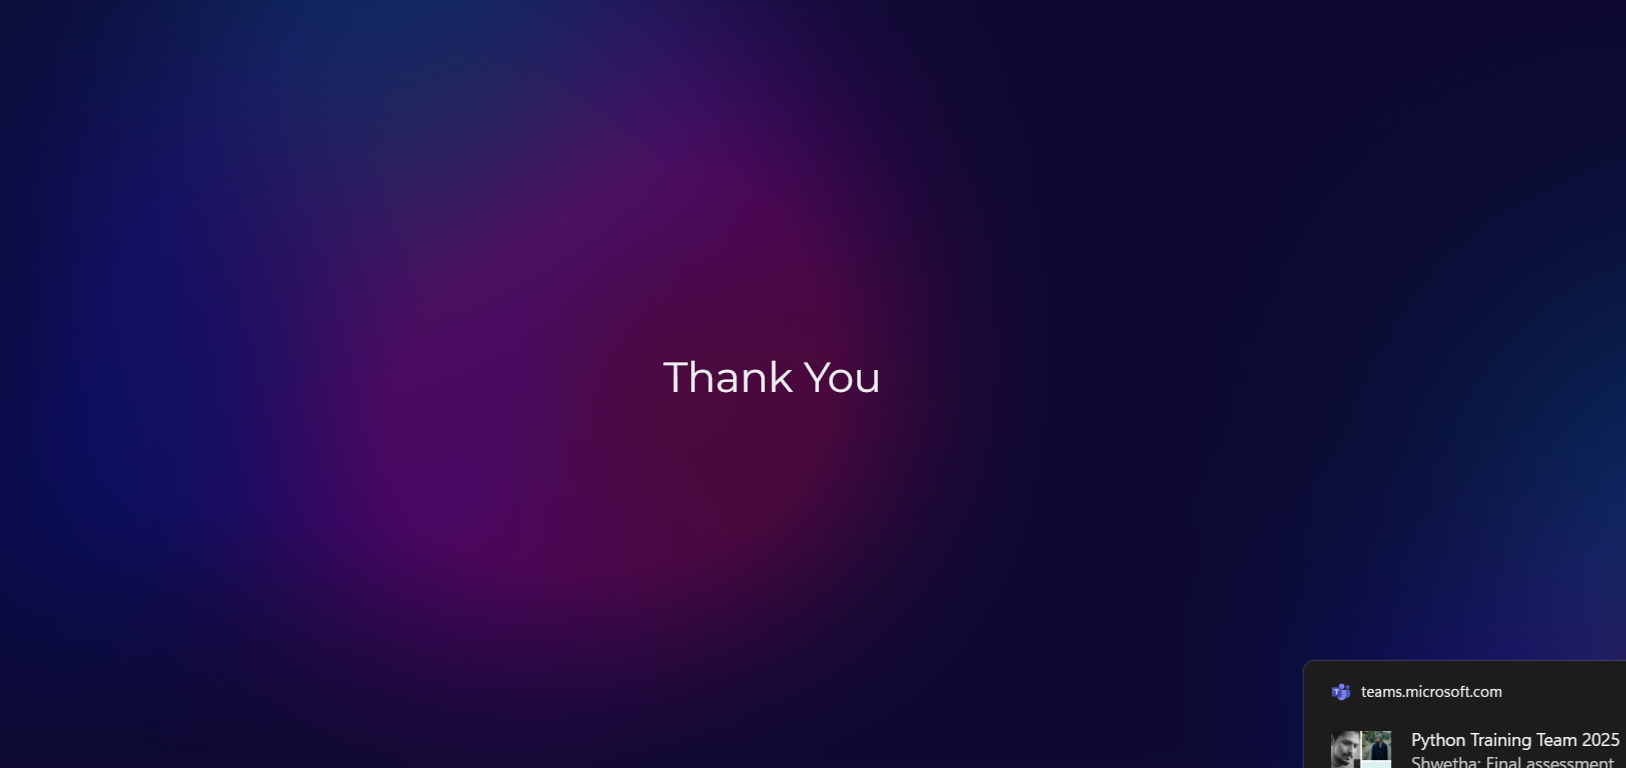 Thank You
teams.microsoft.com
Python Training Team 2025
Shwetha: Final assessment